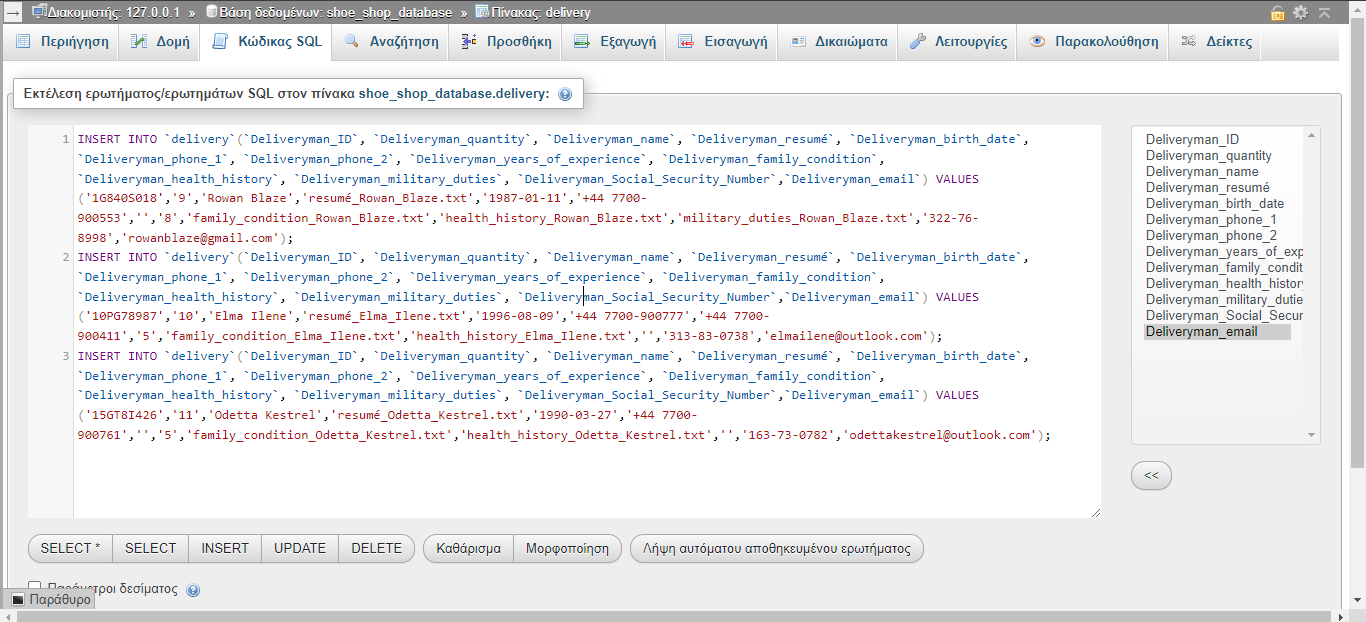 Διακομιστής: 127.0.0.1 » Βάση δεδομένων: shoe_shop_database » Πίνακας: delivery
Περιήγηση Δομή Κώδικας SQL Αναζήτηση Προσθήκη Εξαγωγή Εισαγωγή Δικαιώματα Λειτουργίες Παρακολούθηση Δείκτες
Εκτέλεση ερωτήματος/ερωτημάτων SQL στον πίνακα shoe_shop_database.delivery:
1 INSERT INTO `delivery`(`Deliveryman_ID`, `Deliveryman_quantity`, `Deliveryman_name`, `Deliveryman_resumé`, `Deliveryman_birth_date`,
`Deliveryman_phone_1`, `Deliveryman_phone_2`, `Deliveryman_years_of_experience`, `Deliveryman_family_condition`,
`Deliveryman_health_history`, `Deliveryman_military_duties`, `Deliveryman_Social_Security_Number`,`Deliveryman_email`) VALUES
('1G840S018','9','Rowan Blaze','resumé_Rowan_Blaze.txt','1987-01-11','+44 7700-
900553','','8','family_condition_Rowan_Blaze.txt','health_history_Rowan_Blaze.txt','military_duties_Rowan_Blaze.txt','322-76-
8998','rowanblaze@gmail.com');
2 INSERT INTO `delivery`(`Deliveryman_ID`, `Deliveryman_quantity`, `Deliveryman_name`, `Deliveryman_resumé`, `Deliveryman_birth_date`,
`Deliveryman_phone_1`, `Deliveryman_phone_2`, `Deliveryman_years_of_experience`, `Deliveryman_family_condition`,
`Deliveryman_health_history`, `Deliveryman_military_duties`, `Deliveryman_Social_Security_Number`,`Deliveryman_email`) VALUES
('10PG78987','10','Elma Ilene','resumé_Elma_Ilene.txt','1996-08-09','+44 7700-900777','+44 7700-
900411','5','family_condition_Elma_Ilene.txt','health_history_Elma_Ilene.txt','','313-83-0738','elmailene@outlook.com');
3 INSERT INTO `delivery`(`Deliveryman_ID`, `Deliveryman_quantity`, `Deliveryman_name`, `Deliveryman_resumé`, `Deliveryman_birth_date`,
`Deliveryman_phone_1`, `Deliveryman_phone_2`, `Deliveryman_years_of_experience`, `Deliveryman_family_condition`,
`Deliveryman_health_history`, `Deliveryman_military_duties`, `Deliveryman_Social_Security_Number`,`Deliveryman_email`) VALUES
('15GT8I426','11','Odetta Kestrel','resumé_Odetta_Kestrel.txt','1990-03-27','+44 7700-
900761','','5','family_condition_Odetta_Kestrel.txt','health_history_Odetta_Kestrel.txt','','163-73-0782','odettakestrel@outlook.com');
Deliveryman_ID
Deliveryman_quantity
Deliveryman_name
Deliveryman_resumé
Deliveryman_birth_date
Deliveryman_phone_1
Deliveryman_phone_2
Deliveryman_years_of_exp
Deliveryman_family_condit
Deliveryman_health_history
Deliveryman_military_dutie
Deliveryman_Social_Secur
Deliveryman_email
<<
SELECT * SELECT INSERT UPDATE DELETE Καθάρισμα Μορφοποίηση Λήψη αυτόματου αποθηκευμένου ερωτήματος
Παράμετροι δεσίματος
Παράθυρο